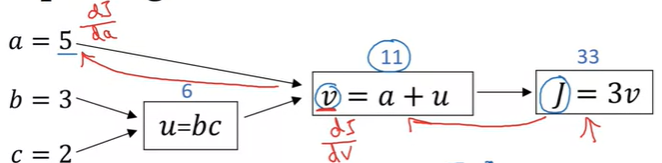 dJ/da
a = 5
11
33
b = 3
6
v = a + u
J = 3v
u=bc
dJ/dv
c = 2